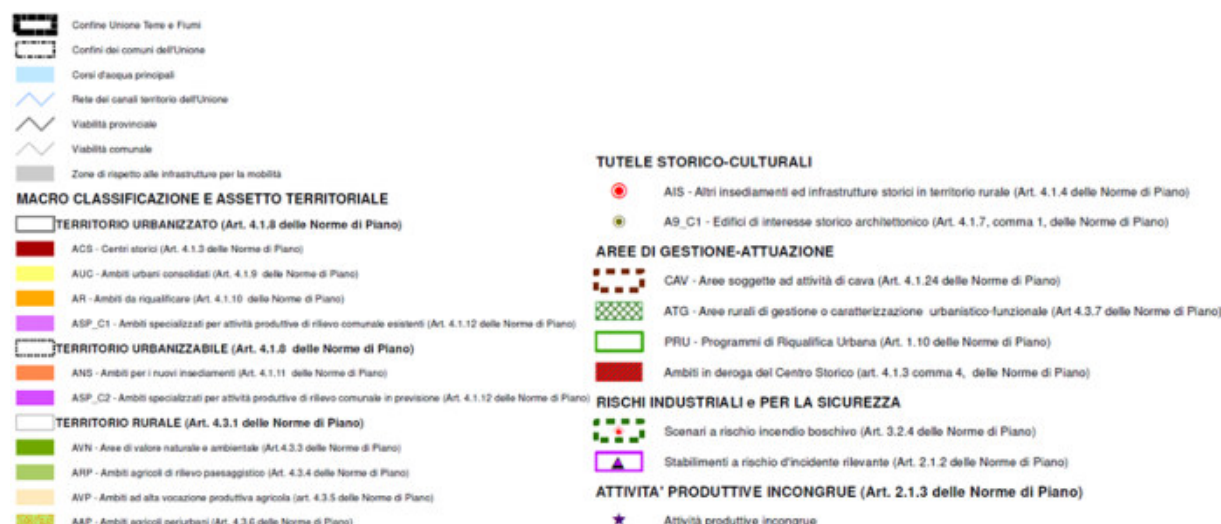 Confine Unione Terre e Fiumi
Confini dei comuni dell'Unione
Corsi d'acqua principali
Rete dei canali territorio dell'Unione
Viabilità provinciale
Viabilità comunale
Zone di rispetto alle infrastrutture per la mobilità
MACRO CLASSIFICAZIONE E ASSETTO TERRITORIALE
TERRITORIO URBANIZZATO (Art. 4.1.8 delle Norme di Piano)
ACS - Centri storici (Art. 4.1.3 delle Norme di Piano)
AUC - Ambiti urbani consolidati (Art. 4.1.9 delle Norme di Piano)
AR - Ambiti da riqualificare (Art. 4.1.10 delle Norme di Piano)
ASP_C1 - Ambiti specializzati per attività produttive di rilievo comunale esistenti (Art. 4.1.12 delle Norme di Piano)
TERRITORIO URBANIZZABILE (Art. 4.1.8 delle Norme di Piano)
ANS - Ambiti per i nuovi insediamenti (Art. 4.1.11 delle Norme di Piano)
ASP_C2 - Ambiti specializzati per attività produttive di rilievo comunale in previsione (Art. 4.1.12 delle Norme di Piano)
TERRITORIO RURALE (Art. 4.3.1 delle Norme di Piano)
AVN - Aree di valore naturale e ambientale (Art.4.3.3 delle Norme di Piano)
ARP - Ambiti agricoli di rilievo paesaggistico (Art. 4.3.4 delle Norme di Piano)
AVP - Ambiti ad alta vocazione produttiva agricola (art. 4.3.5 delle Norme di Piano)
AAP - Ambiti agricoli periurbani (Art. 4.3.6 delle Norme di Piano)
TUTELE STORICO-CULTURALI
AIS - Altri insediamenti ed infrastrutture storici in territorio rurale (Art. 4.1.4 delle Norme di Piano)
A9_C1 - Edifici di interesse storico architettonico (Art. 4.1.7, comma 1, delle Norme di Piano)
AREE DI GESTIONE-ATTUAZIONE
CAV - Aree soggette ad attività di cava (Art. 4.1.24 delle Norme di Piano)
ATG - Aree rurali di gestione o caratterizzazione urbanistico-funzionale (Art 4.3.7 delle Norme di Piano)
PRU - Programmi di Riqualifica Urbana (Art. 1.10 delle Norme di Piano)
Ambiti in deroga del Centro Storico (art. 4.1.3 comma 4, delle Norme di Piano)
RISCHI INDUSTRIALI e PER LA SICUREZZA
Scenari a rischio incendio boschivo (Art. 3.2.4 delle Norme di Piano)
Stabilimenti a rischio d'incidente rilevante (Art. 2.1.2 delle Norme di Piano)
ATTIVITA' PRODUTTIVE INCONGRUE (Art. 2.1.3 delle Norme di Piano)
Attività produttive incongrue